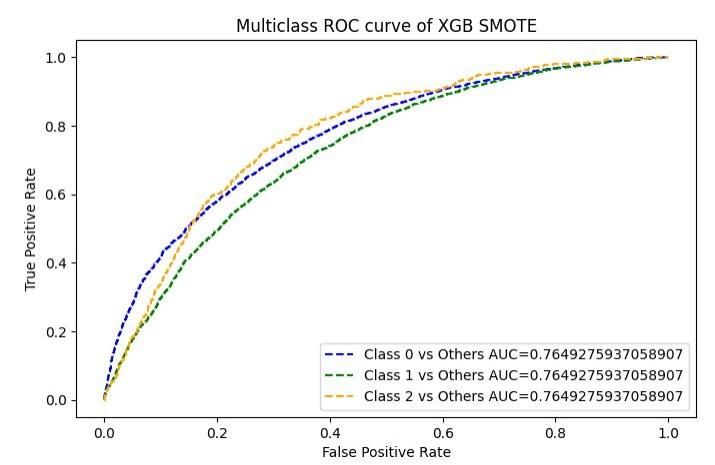 Multiclass ROC curve of XGB SMOTE
1.0
0.8
0.6
0.4
0.2
0.0
True Positive Rate
Class 0 vs Others AUC=0.7649275937058907
Class 1 vs Others AUC=0.7649275937058907
Class 2 vs Others AUC=0.7649275937058907
0.0 0.2 0.4 0.6 0.8 1.0
False Positive Rate